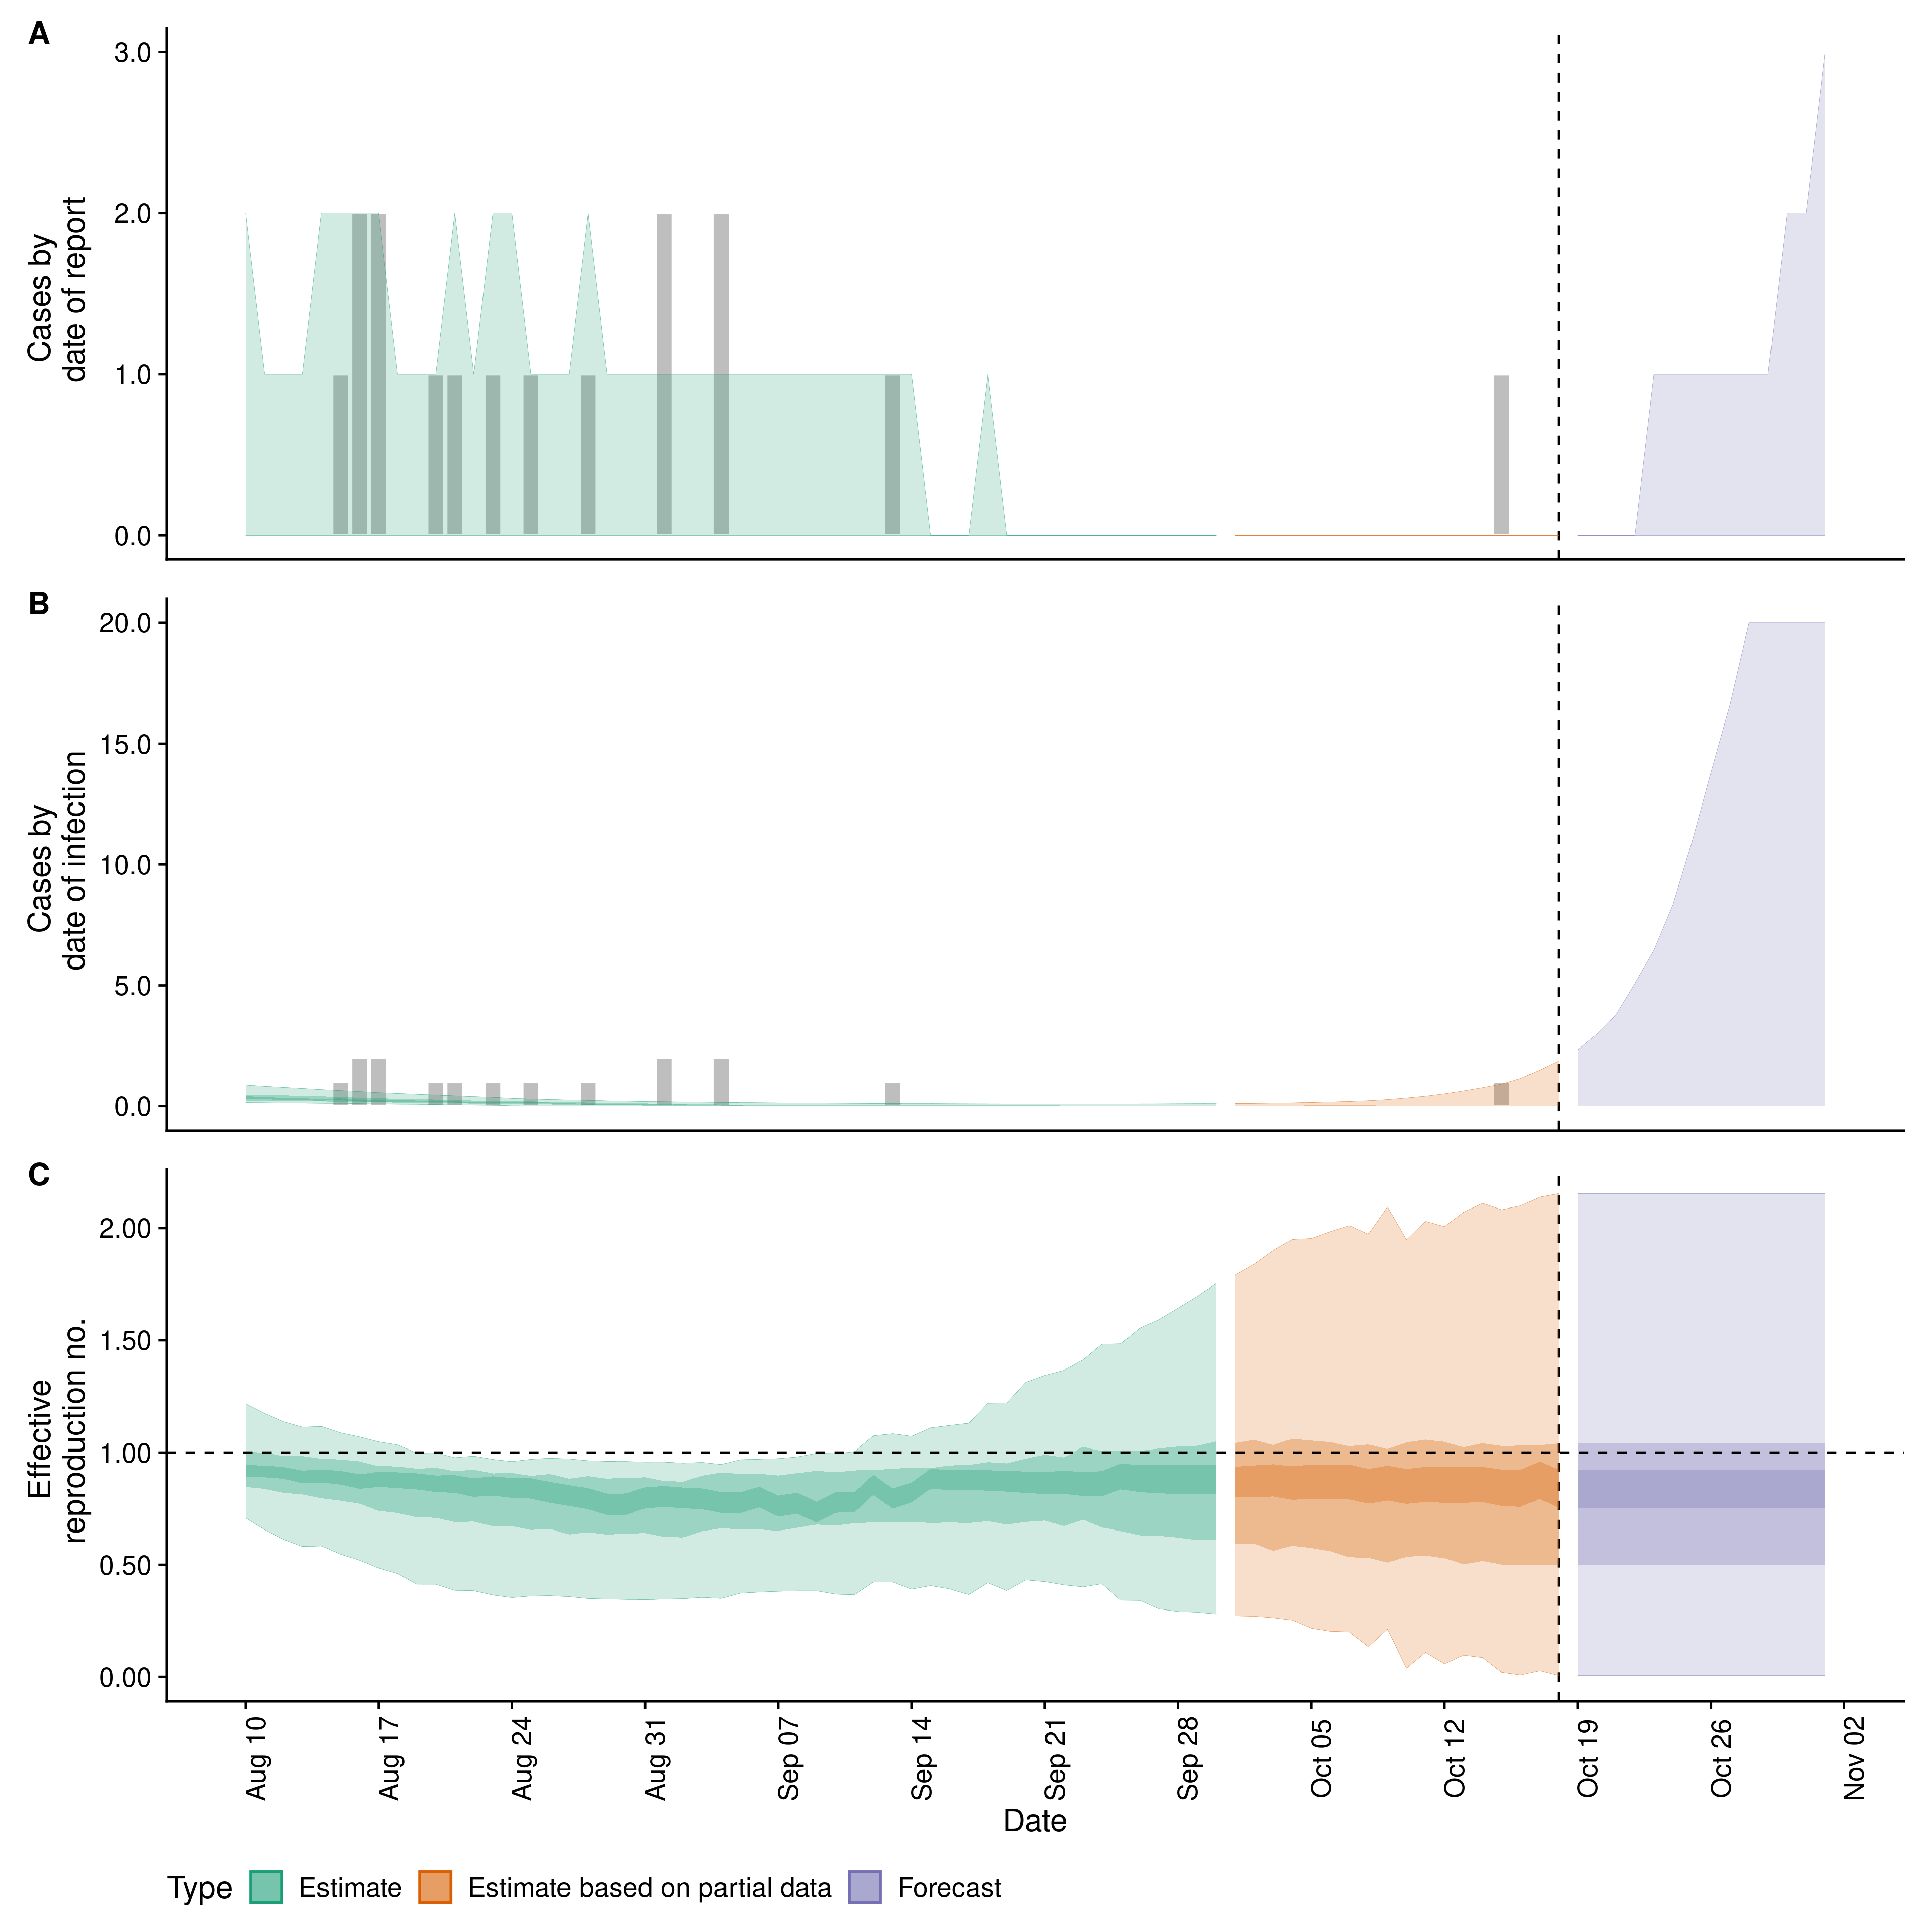 A
Cases by
date of report
3.0
2.0
1.0
0.0
B
Cases by
date of infection
20.0
15.0
10.0
5.0
0.0
C
Effective
reproduction no.
2.00
1.50
1.00
0.50
0.00
Aug 10
Aug 17
Aug 24
Aug 31
Sep 07
Sep 14
Sep 21
Sep 28
Oct 05
Oct 12
Oct 19
Oct 26
Nov 02
Date
Type Estimate Estimate based on partial data Forecast